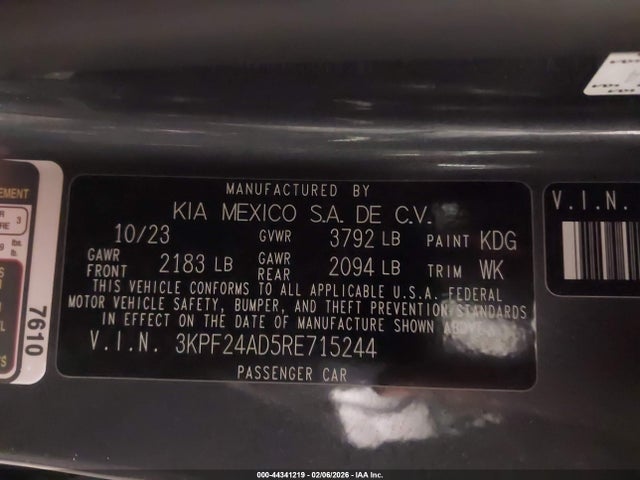 MANUFACTURED BY
KIA MEXICO S.A. DE C.V.
10/23 GVWR 3792 LB PAINT KDG
GAWR FRONT 2183 LB GAWR REAR 2094 LB TRIM WK
THIS VEHICLE CONFORMS TO ALL APPLICABLE U.S.A. FEDERAL
MOTOR VEHICLE SAFETY, BUMPER, AND THEFT PREVENTION STANDARDS
IN EFFECT ON THE DATE OF MANUFACTURE SHOWN ABOVE.
V.I.N. 3KPF24AD5RE715244
PASSENGER CAR
V.I.N.
7610
3
lbs.
000-44341219 - 02/06/2026 - IAA Inc.